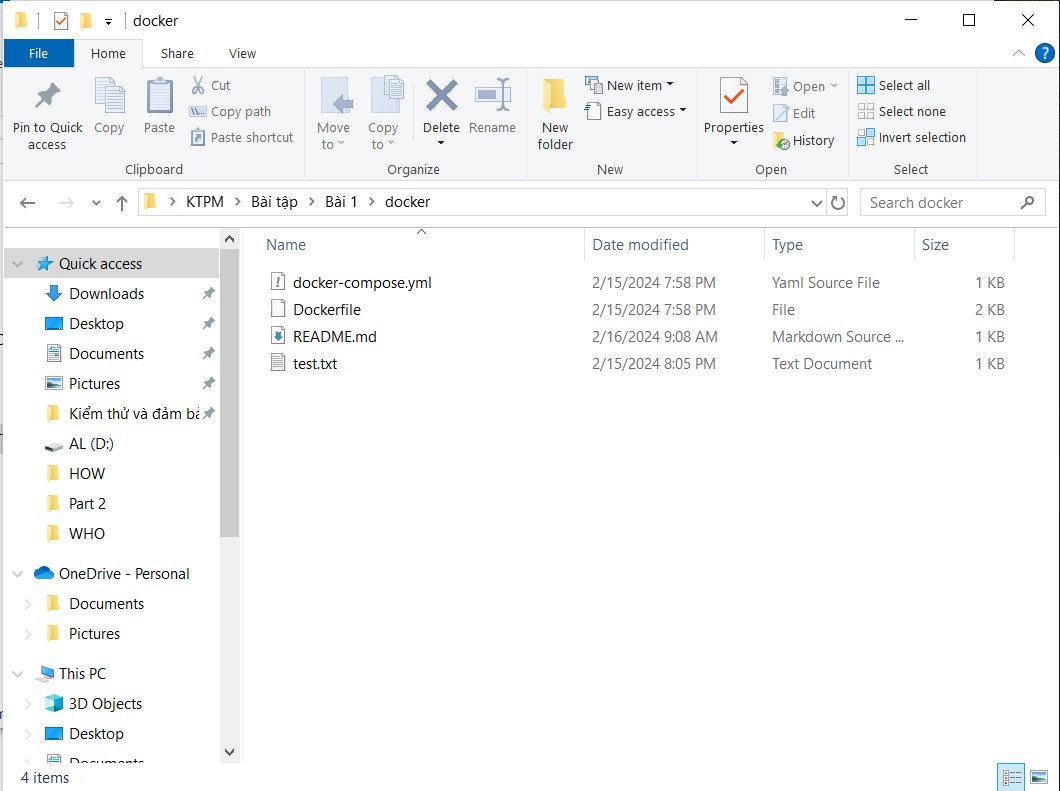 docker
File Home Share View
Pin to Quick access
Copy
Paste
Cut
Copy path
Paste shortcut
Clipboard
Move to
Copy to
Delete
Rename
Organize
New folder
New item
Easy access
New
Properties
Open
Edit
History
Open
Select all
Select none
Invert selection
Select
KTPM > Bài tập > Bài 1 > docker
Search docker
Name Date modified Type Size
docker-compose.yml 2/15/2024 7:58 PM Yaml Source File 1 KB
Dockerfile 2/15/2024 7:58 PM File 2 KB
README.md 2/16/2024 9:08 AM Markdown Source ... 1 KB
test.txt 2/15/2024 8:05 PM Text Document 1 KB
Quick access
Downloads
Desktop
Documents
Pictures
Kiểm thử và đảm bả
AL (D:)
HOW
Part 2
WHO
OneDrive - Personal
Documents
Pictures
This PC
3D Objects
Desktop
Documents
4 items